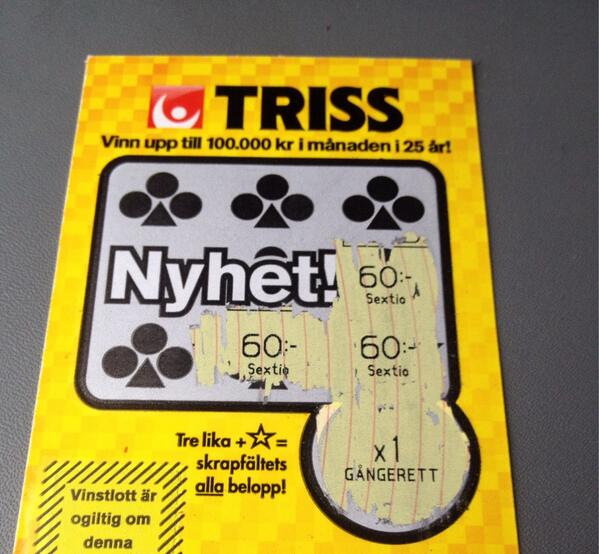 TRISS
Vinn upp till 100.000 kr i månaden i 25 år!
Nyhet!
60:-
Sextio
60:-
Sextio
60:-
Sextio
x1
GÅNGERETT
Tre lika + ☆ =
skrapfältets
alla belopp!
Vinstlott är
ogiltig om
denna